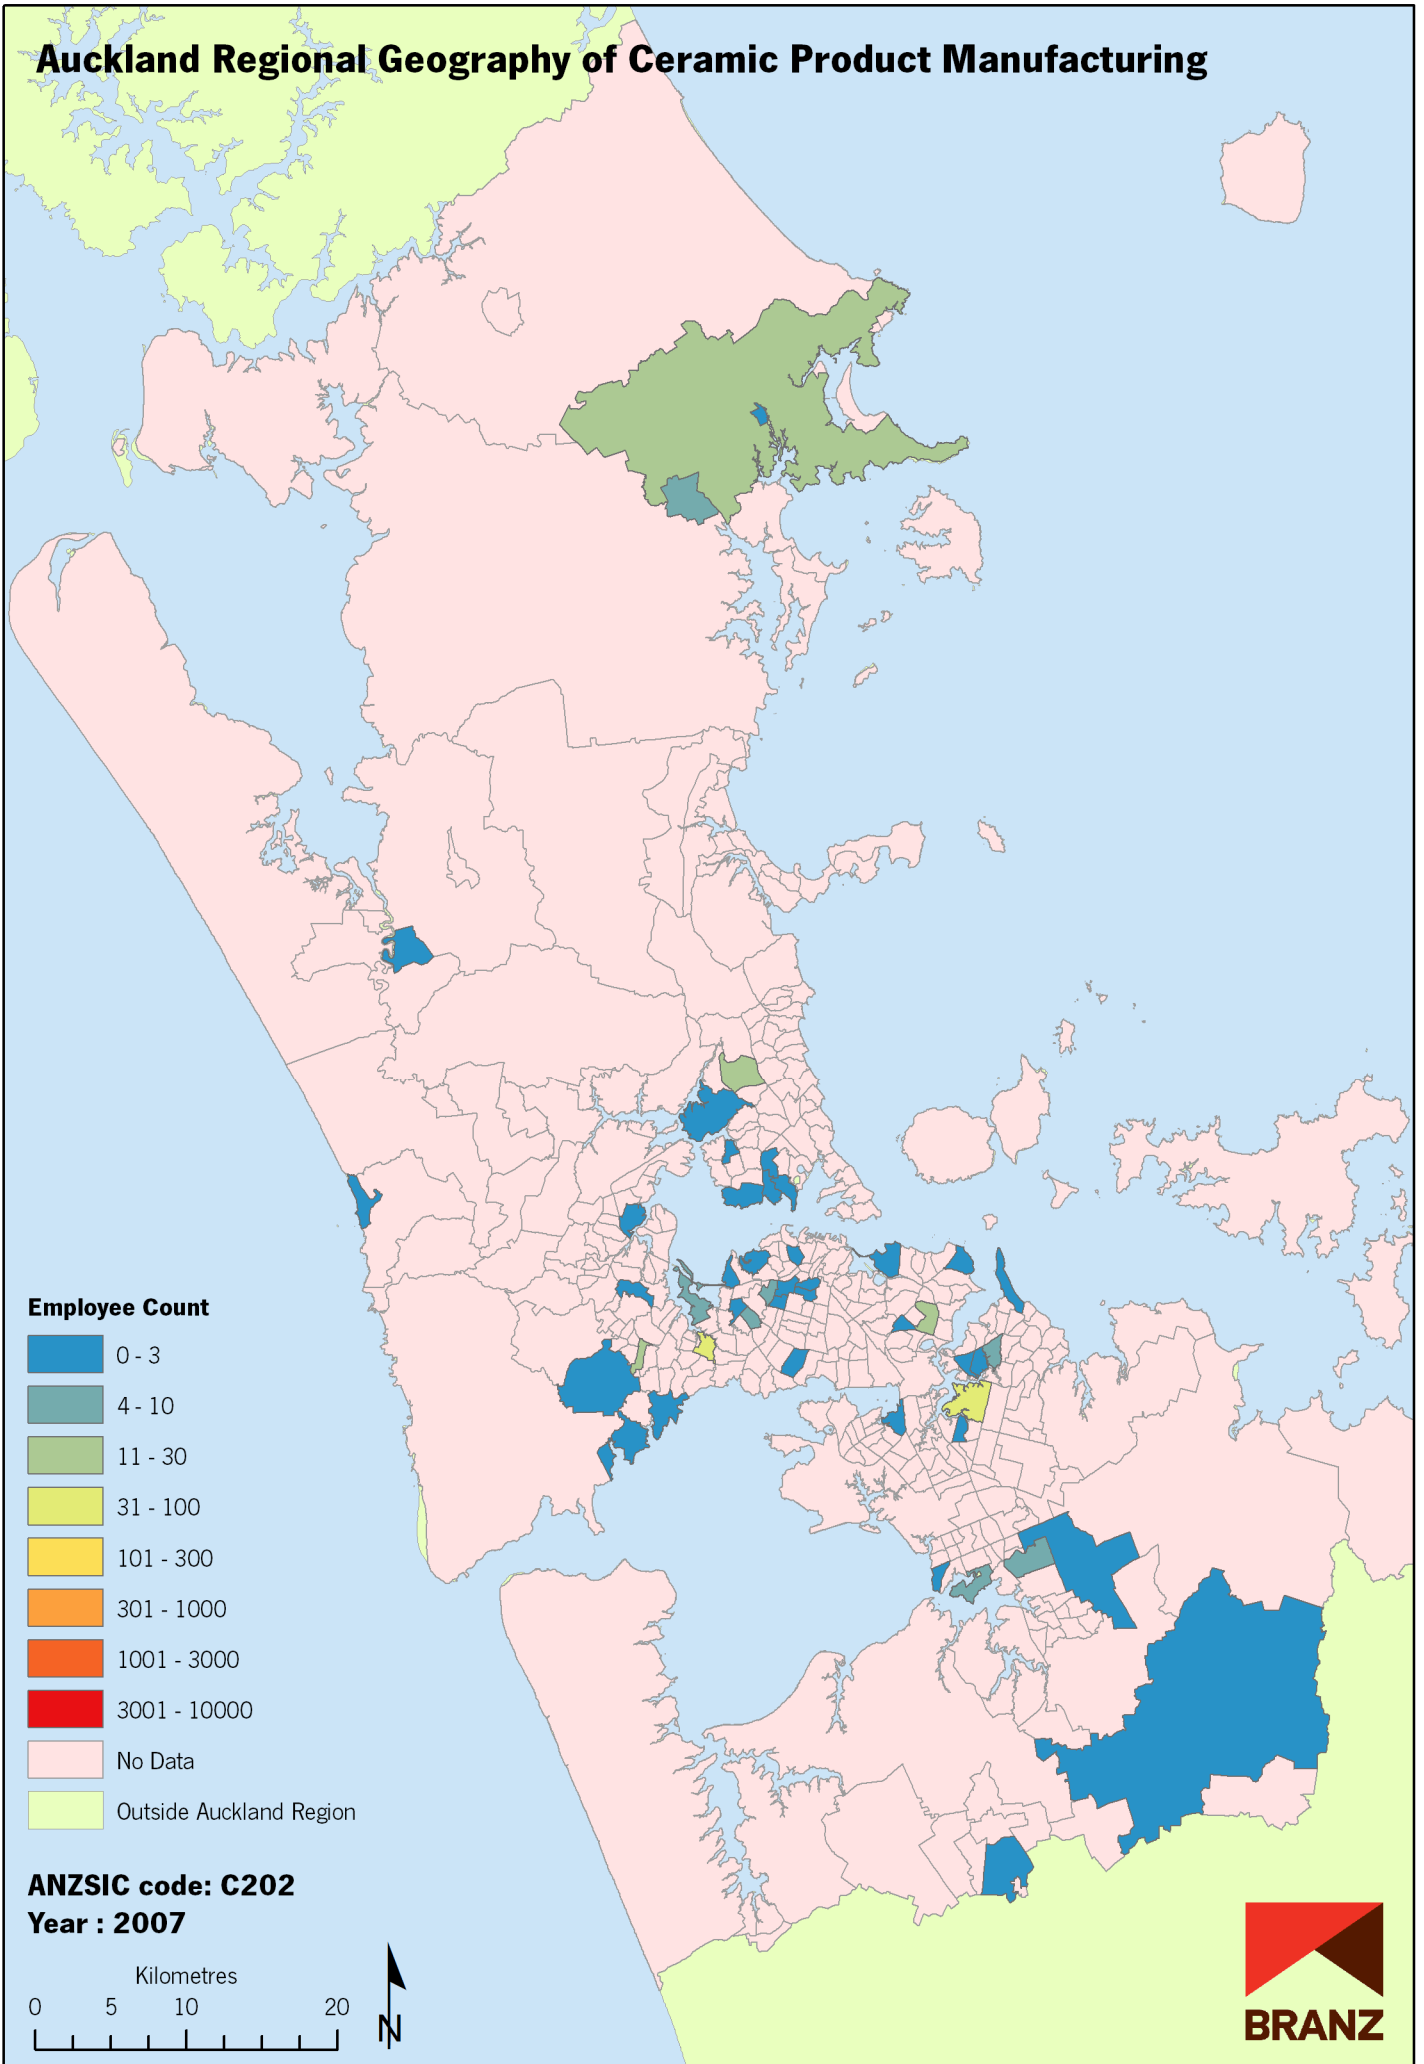 Auckland Regional Geography of Ceramic Product Manufacturing
Employee Count
0 - 3
4 - 10
11 - 30
31 - 100
101 - 300
301 - 1000
1001 - 3000
3001 - 10000
No Data
Outside Auckland Region
ANZSIC code: C202
Year : 2007
Kilometres
0 5 10 20
N
BRANZ